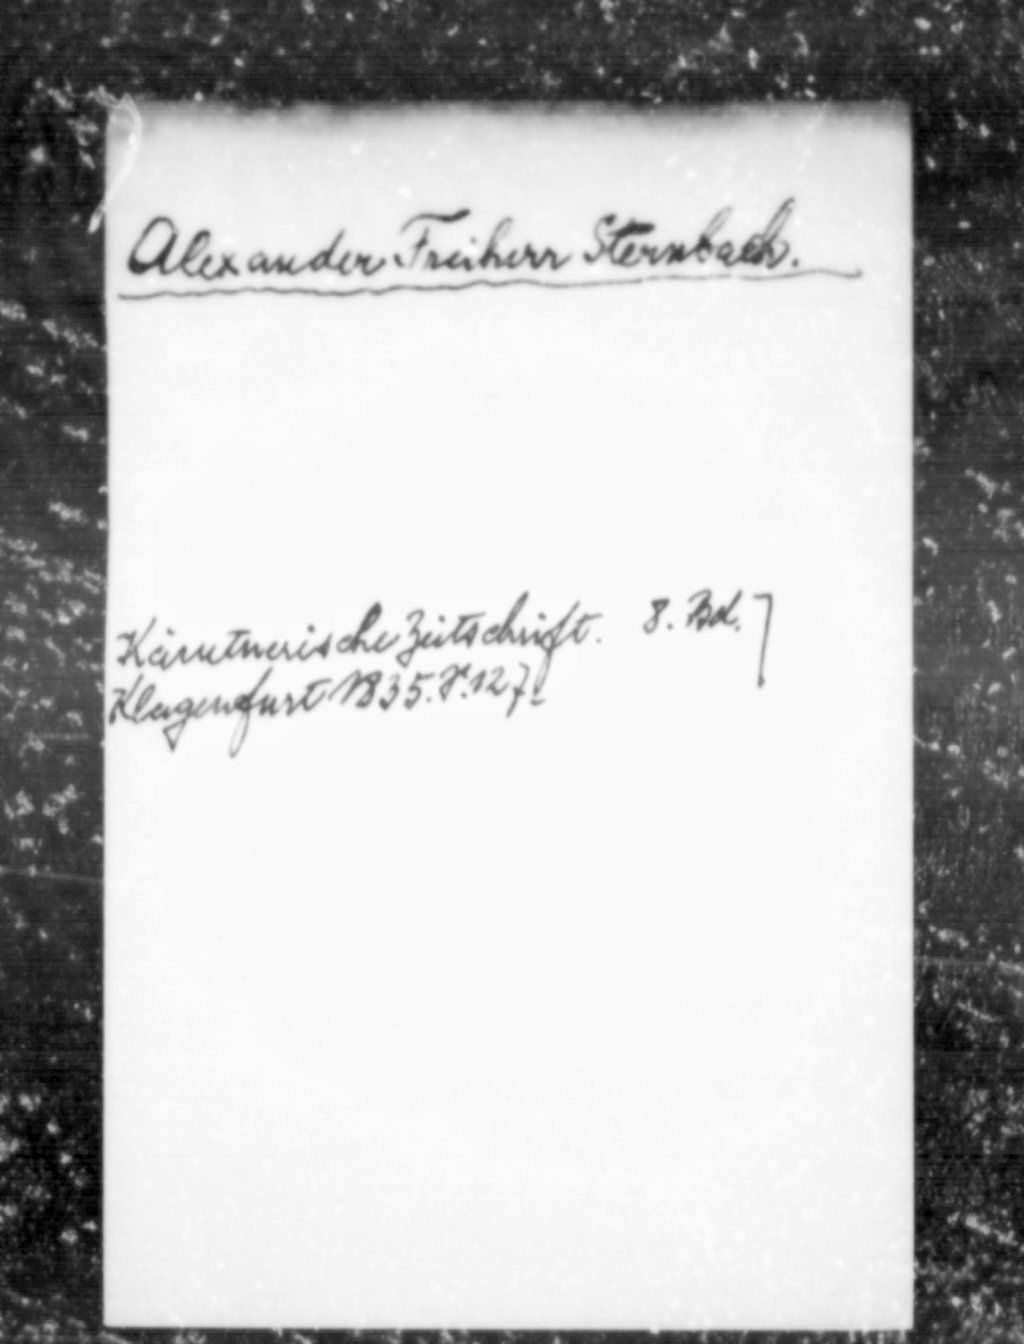 Alexander Freiherr Sternbach.
Kärntnerische Zeitschrift. 8. Bd.]
Klagenfurt 1835. S. 127.